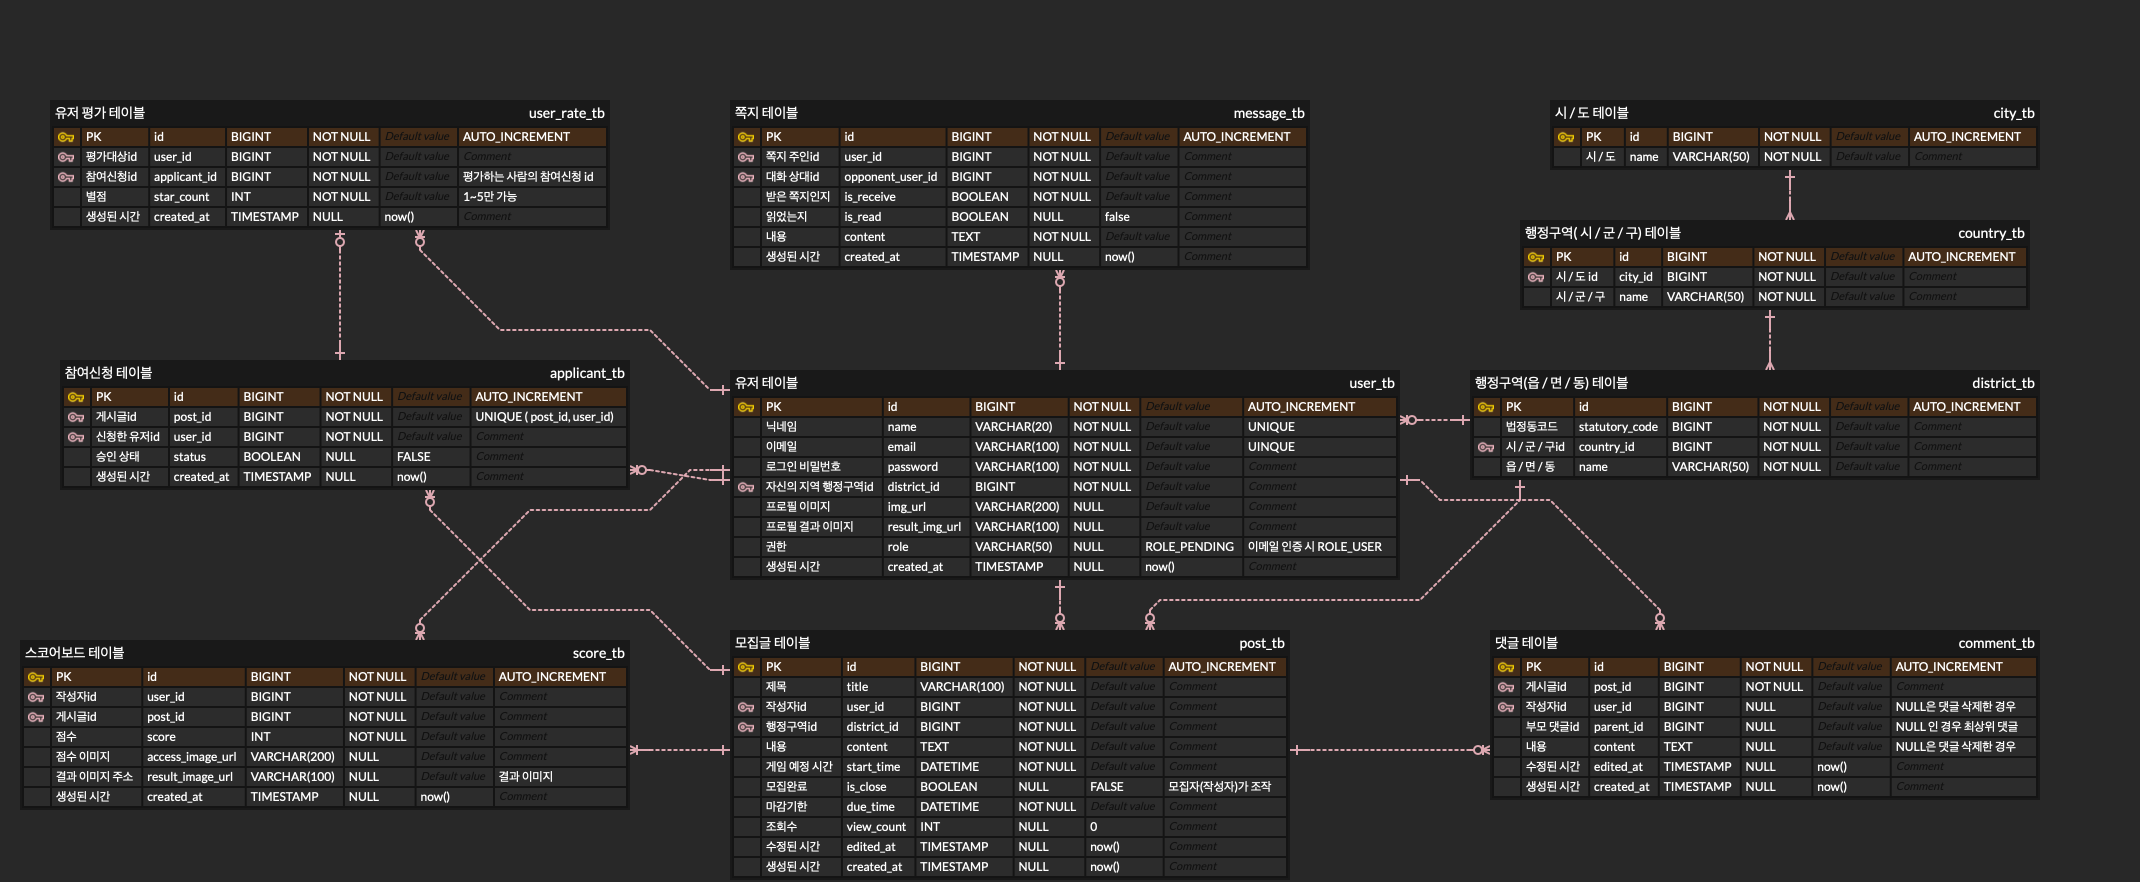 유저 평가 테이블 user_rate_tb
PK id BIGINT NOT NULL Default value AUTO_INCREMENT
평가대상id user_id BIGINT NOT NULL Default value Comment
참여신청id applicant_id BIGINT NOT NULL Default value 평가하는 사람의 참여신청 id
별점 star_count INT NOT NULL Default value 1~5만 가능
생성된 시간 created_at TIMESTAMP NULL now() Comment
쪽지 테이블 message_tb
PK id BIGINT NOT NULL Default value AUTO_INCREMENT
쪽지 주인id user_id BIGINT NOT NULL Default value Comment
대화 상대id opponent_user_id BIGINT NOT NULL Default value Comment
받은 쪽지인지 is_receive BOOLEAN NOT NULL Default value Comment
읽었는지 is_read BOOLEAN NULL false Comment
내용 content TEXT NOT NULL Default value Comment
생성된 시간 created_at TIMESTAMP NULL now() Comment
시 / 도 테이블 city_tb
PK id BIGINT NOT NULL Default value AUTO_INCREMENT
시 / 도 name VARCHAR(50) NOT NULL Default value Comment
행정구역( 시 / 군 / 구) 테이블 country_tb
PK id BIGINT NOT NULL Default value AUTO_INCREMENT
시 / 도 id city_id BIGINT NOT NULL Default value Comment
시 / 군 / 구 name VARCHAR(50) NOT NULL Default value Comment
참여신청 테이블 applicant_tb
PK id BIGINT NOT NULL Default value AUTO_INCREMENT
게시글id post_id BIGINT NOT NULL Default value UNIQUE ( post_id, user_id)
신청한 유저id user_id BIGINT NOT NULL Default value Comment
승인 상태 status BOOLEAN NULL FALSE Comment
생성된 시간 created_at TIMESTAMP NULL now() Comment
유저 테이블 user_tb
PK id BIGINT NOT NULL Default value AUTO_INCREMENT
닉네임 name VARCHAR(20) NOT NULL Default value UNIQUE
이메일 email VARCHAR(100) NOT NULL Default value UINQUE
로그인 비밀번호 password VARCHAR(100) NOT NULL Default value Comment
자신의 지역 행정구역id district_id BIGINT NOT NULL Default value Comment
프로필 이미지 img_url VARCHAR(200) NULL Default value Comment
프로필 결과 이미지 result_img_url VARCHAR(100) NULL Default value Comment
권한 role VARCHAR(50) NULL ROLE_PENDING 이메일 인증 시 ROLE_USER
생성된 시간 created_at TIMESTAMP NULL now() Comment
행정구역(읍 / 면 / 동) 테이블 district_tb
PK id BIGINT NOT NULL Default value AUTO_INCREMENT
법정동코드 statutory_code BIGINT NOT NULL Default value Comment
시 / 군 / 구id country_id BIGINT NOT NULL Default value Comment
읍 / 면 / 동 name VARCHAR(50) NOT NULL Default value Comment
스코어보드 테이블 score_tb
PK id BIGINT NOT NULL Default value AUTO_INCREMENT
작성자id user_id BIGINT NOT NULL Default value Comment
게시글id post_id BIGINT NOT NULL Default value Comment
점수 score INT NOT NULL Default value Comment
점수 이미지 access_image_url VARCHAR(200) NULL Default value Comment
결과 이미지 주소 result_image_url VARCHAR(100) NULL Default value 결과 이미지
생성된 시간 created_at TIMESTAMP NULL now() Comment
모집글 테이블 post_tb
PK id BIGINT NOT NULL Default value AUTO_INCREMENT
제목 title VARCHAR(100) NOT NULL Default value Comment
작성자id user_id BIGINT NOT NULL Default value Comment
행정구역id district_id BIGINT NOT NULL Default value Comment
내용 content TEXT NOT NULL Default value Comment
게임 예정 시간 start_time DATETIME NOT NULL Default value Comment
모집완료 is_close BOOLEAN NULL FALSE 모집자(작성자)가 조작
마감기한 due_time DATETIME NOT NULL Default value Comment
조회수 view_count INT NULL 0 Comment
수정된 시간 edited_at TIMESTAMP NULL now() Comment
생성된 시간 created_at TIMESTAMP NULL now() Comment
댓글 테이블 comment_tb
PK id BIGINT NOT NULL Default value AUTO_INCREMENT
게시글id post_id BIGINT NOT NULL Default value Comment
작성자id user_id BIGINT NULL Default value NULL은 댓글 삭제한 경우
부모 댓글id parent_id BIGINT NULL Default value NULL 인 경우 최상위 댓글
내용 content TEXT NULL Default value NULL은 댓글 삭제한 경우
수정된 시간 edited_at TIMESTAMP NULL now() Comment
생성된 시간 created_at TIMESTAMP NULL now() Comment